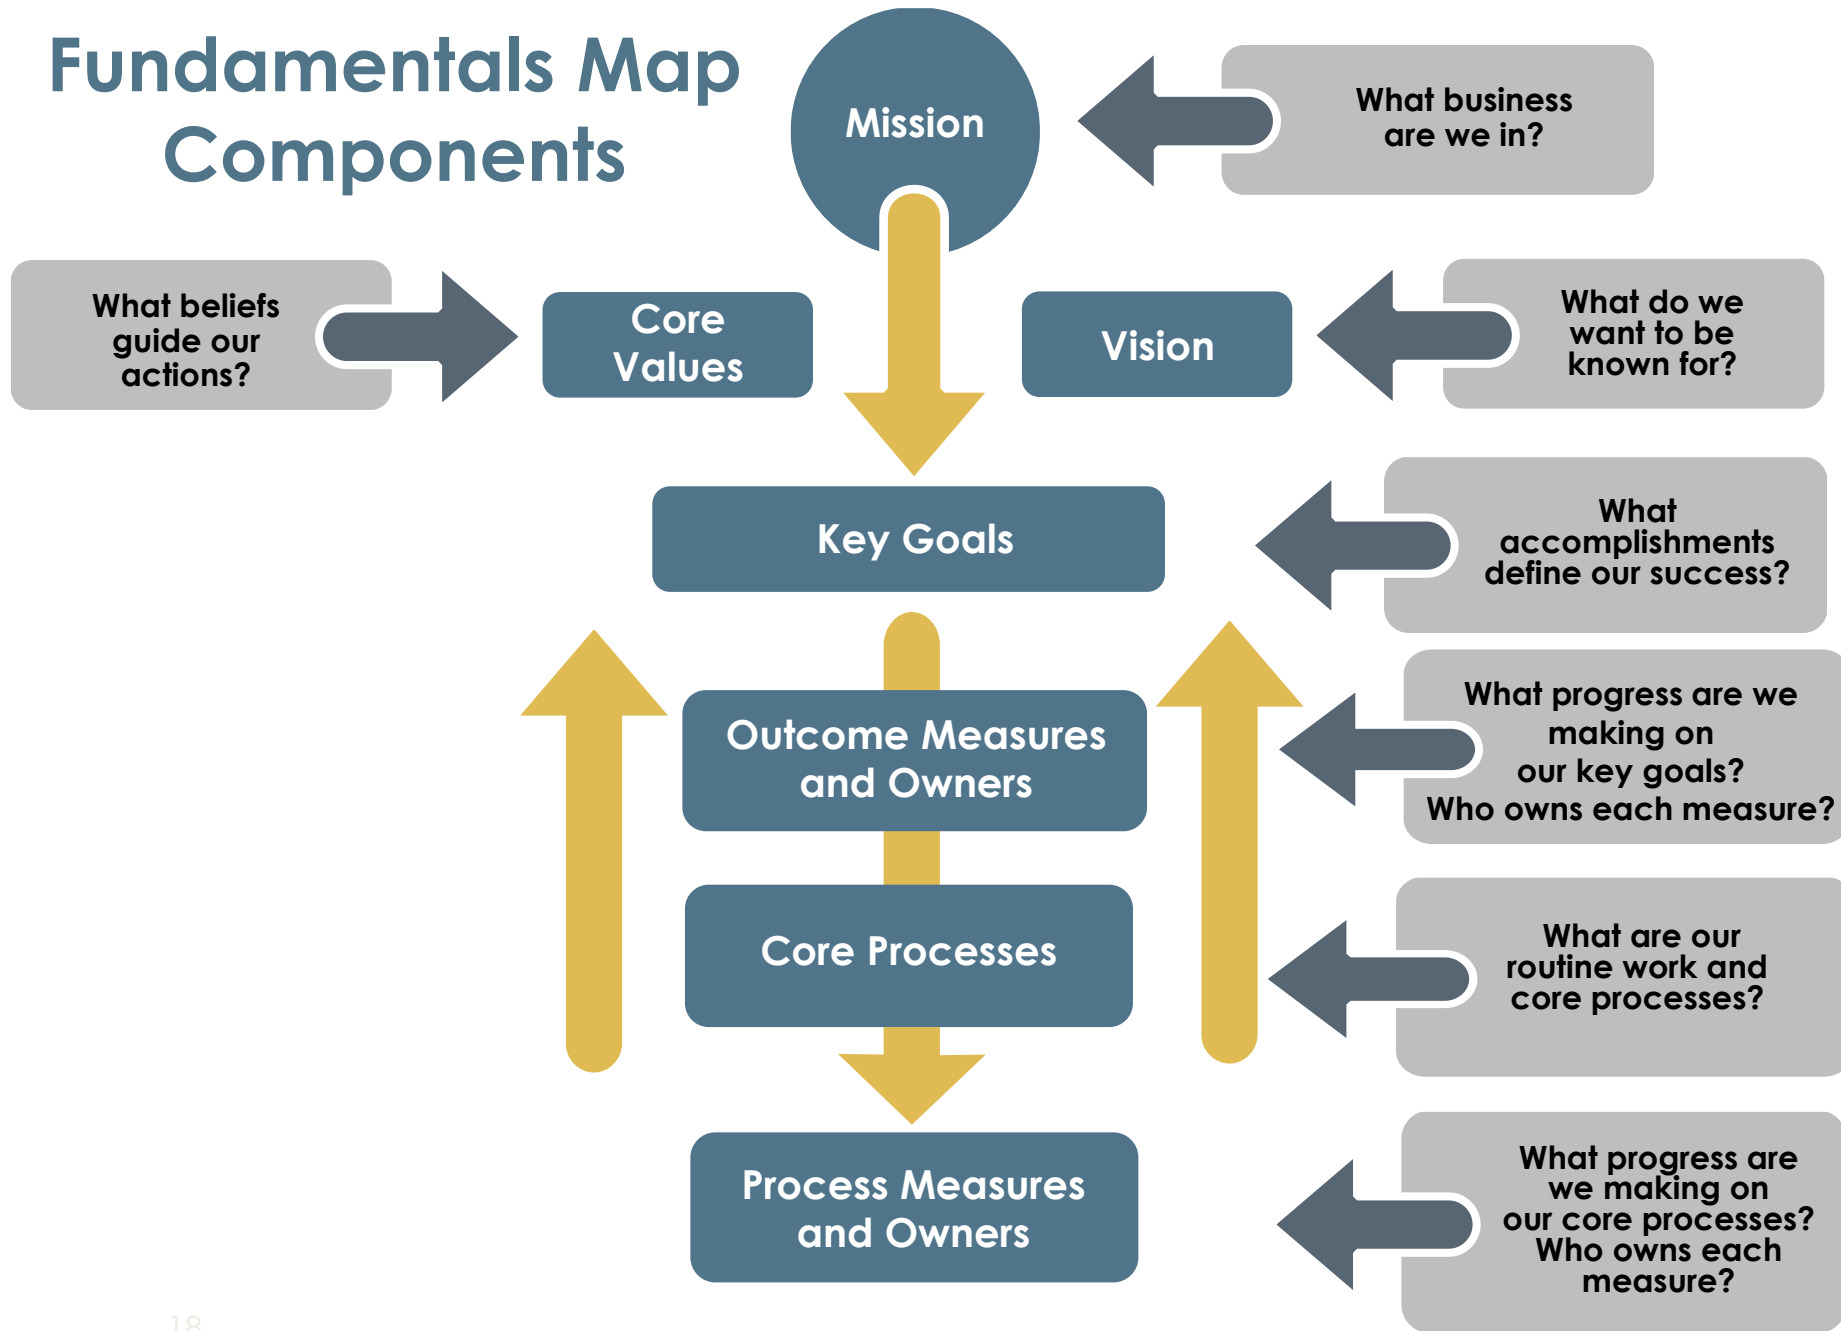 Fundamentals Map
Components
Mission
What business
are we in?
What beliefs
guide our
actions?
Core
Values
Vision
What do we
want to be
known for?
Key Goals
What
accomplishments
define our success?
Outcome Measures
and Owners
What progress are we
making on
our key goals?
Who owns each measure?
Core Processes
What are our
routine work and
core processes?
Process Measures
and Owners
What progress are
we making on
our core processes?
Who owns each
measure?
18